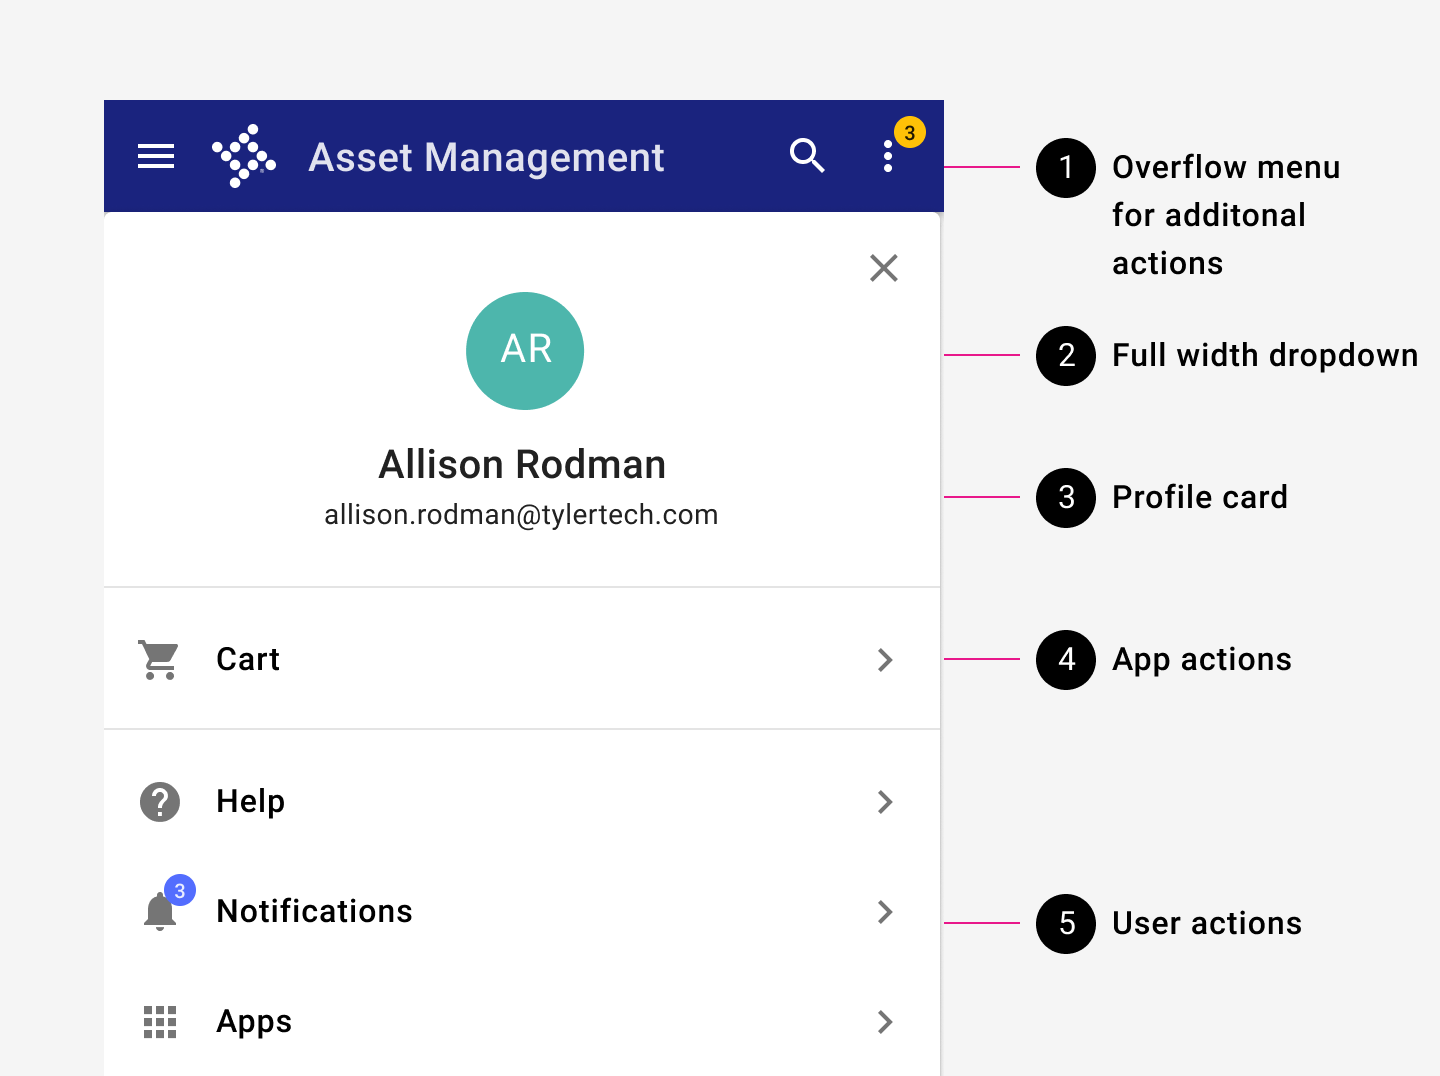 Asset Management
3
1 Overflow menu
for additonal
actions
AR
2 Full width dropdown
Allison Rodman
allison.rodman@tylertech.com
3 Profile card
Cart
4 App actions
Help
3
Notifications
5 User actions
Apps